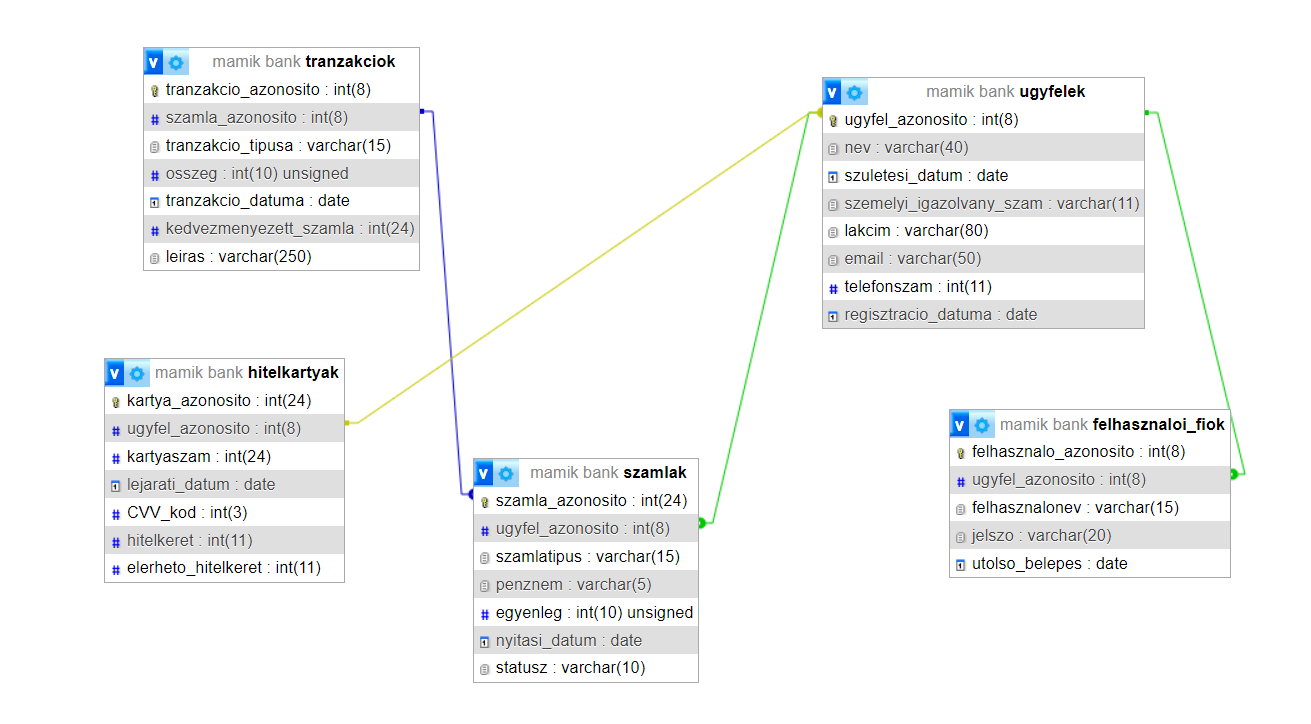 v mamik bank tranzakciok
tranzakcio_azonosito : int(8)
# szamla_azonosito : int(8)
tranzakcio_tipusa : varchar(15)
# osszeg : int(10) unsigned
tranzakcio_datuma : date
# kedvezmenyezett_szamla : int(24)
leiras : varchar(250)
v mamik bank ugyfelek
ugyfel_azonosito : int(8)
nev : varchar(40)
szuletesi_datum : date
szemelyi_igazolvany_szam : varchar(11)
lakcim : varchar(80)
email : varchar(50)
# telefonszam : int(11)
regisztracio_datuma : date
v mamik bank hitelkartyak
kartya_azonosito : int(24)
# ugyfel_azonosito : int(8)
# kartyaszam : int(24)
lejarati_datum : date
# CVV_kod : int(3)
# hitelkeret : int(11)
# elerheto_hitelkeret : int(11)
v mamik bank szamlak
szamla_azonosito : int(24)
# ugyfel_azonosito : int(8)
szamlatipus : varchar(15)
penznem : varchar(5)
# egyenleg : int(10) unsigned
nyitasi_datum : date
statusz : varchar(10)
v mamik bank felhasznaloi_fiok
felhasznalo_azonosito : int(8)
# ugyfel_azonosito : int(8)
felhasznalonev : varchar(15)
jelszo : varchar(20)
utolso_belepes : date